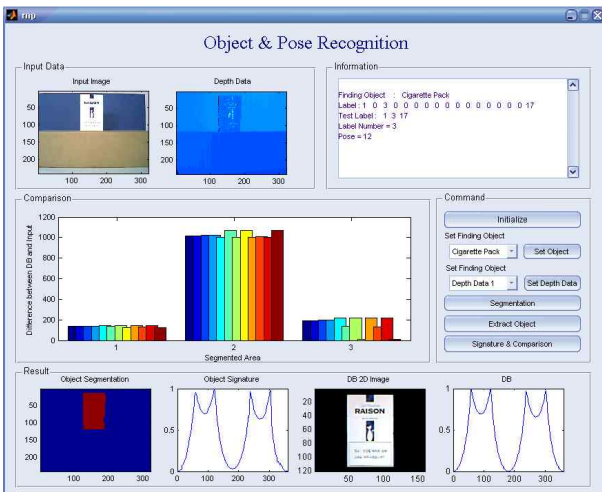 rnp
Object & Pose Recognition
Input Data
Input Image
Depth Data
50
100
150
200
100 200 300
50
100
150
200
100 200 300
RAISON
Information
Finding Object : Cigarette Pack
Label : 1 0 3 0 0 0 0 0 0 0 0 0 0 0 0 0 0 17
Test Label : 1 3 17
Label Number = 3
Pose = 12
Comparison
Difference between DB and Input
1200
1000
800
600
400
200
0
1 2 3
Segmented Area
Command
Initialize
Set Finding Object
Cigarette Pack
Set Object
Set Finding Object
Depth Data 1
Set Depth Data
Segmentation
Extract Object
Signature & Comparison
Result
Object Segmentation
50
100
150
200
100 200 300
Object Signature
1
0.5
0
0 100 200 300
DB 2D Image
20
40
60
80
100
120
50 100 150
RAISON
DB
1
0.5
0
0 100 200 300